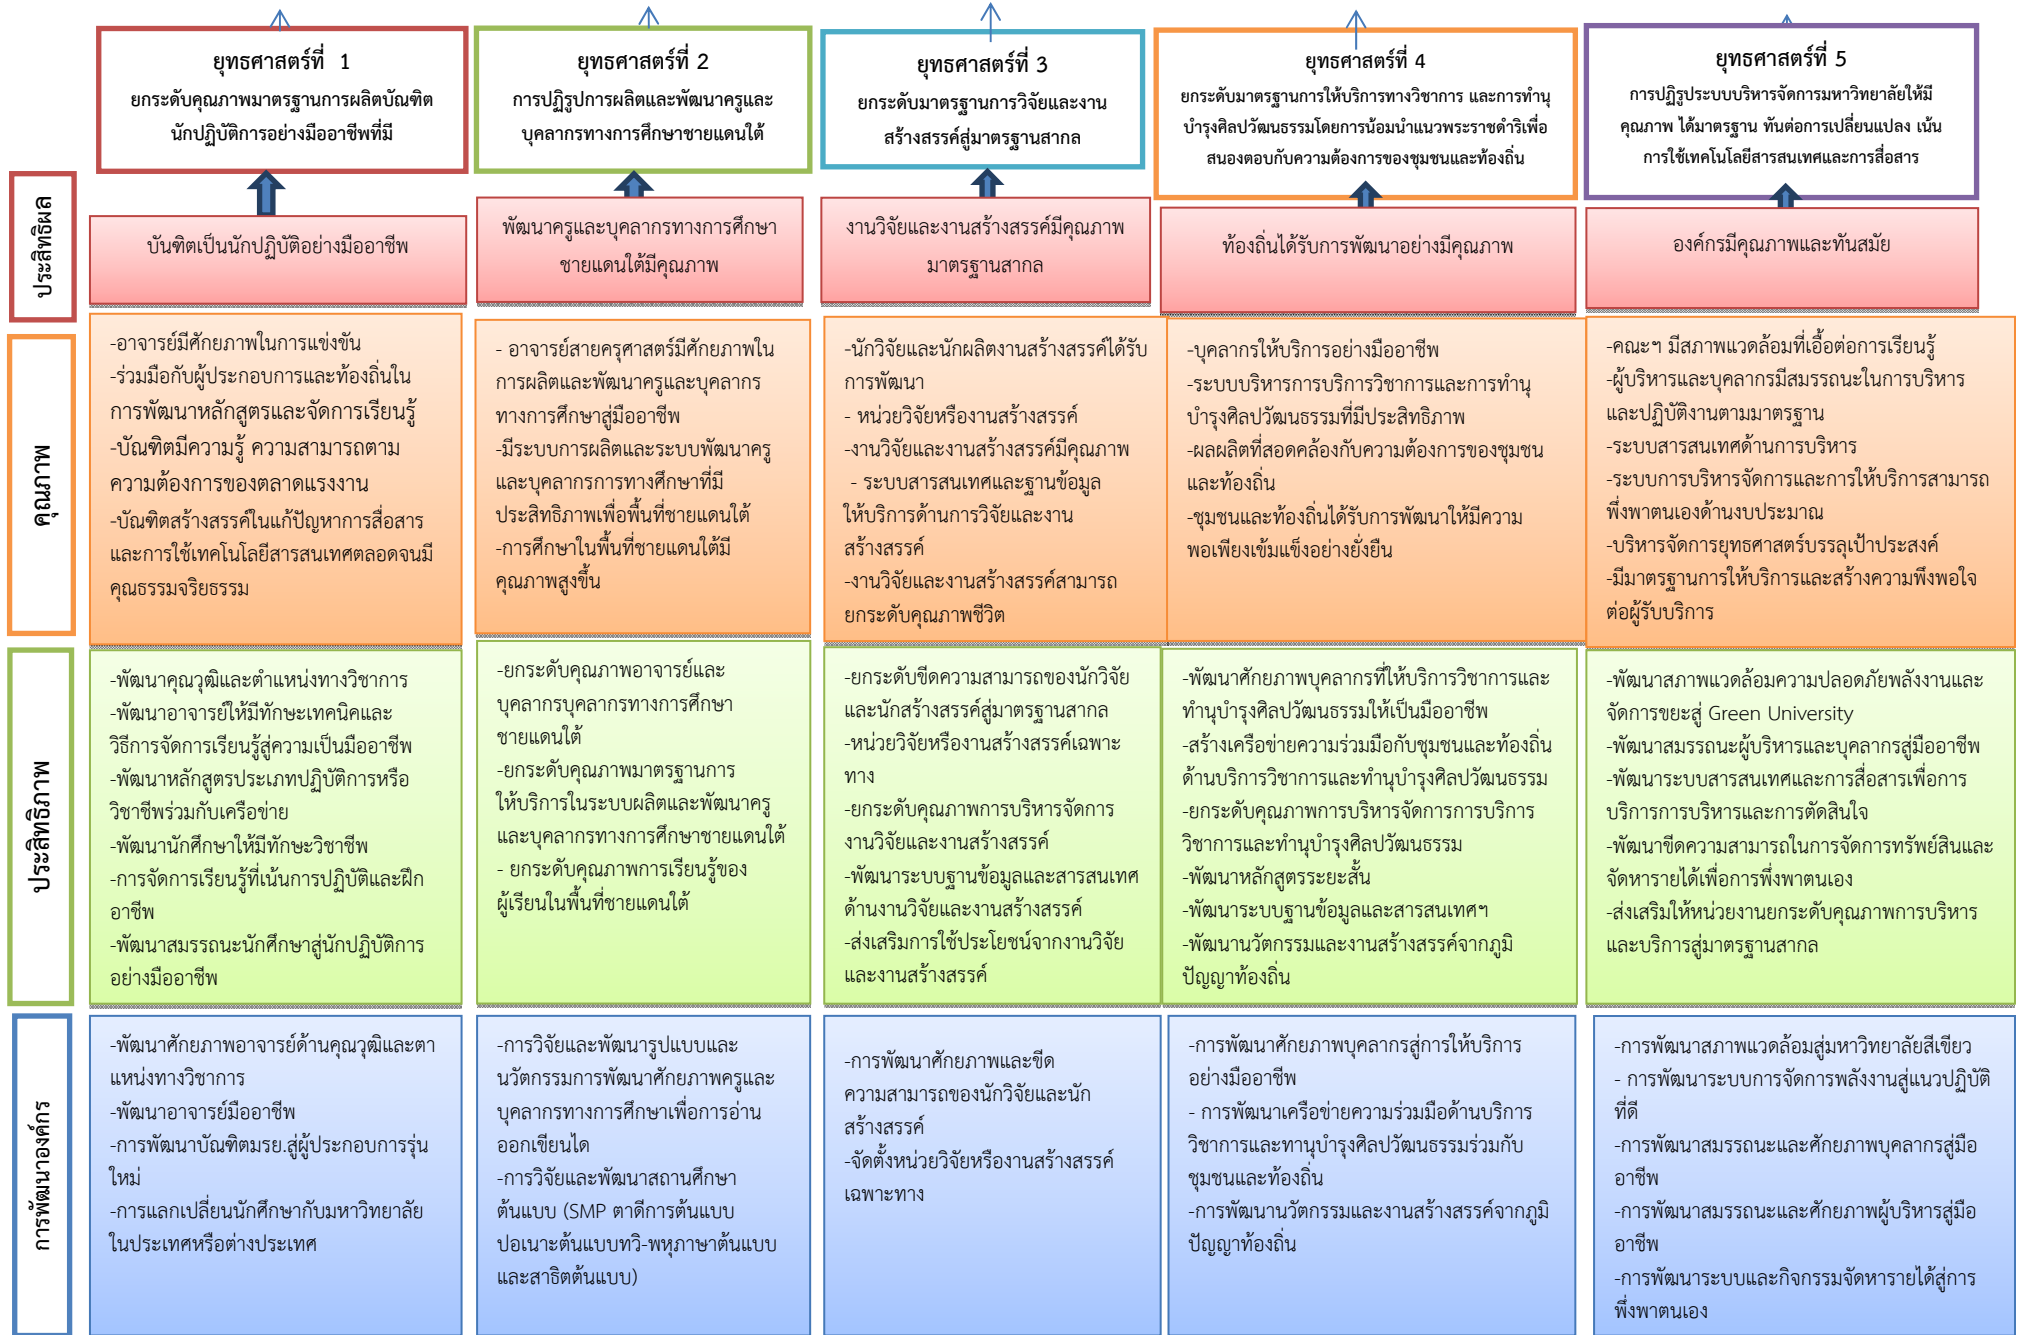 ยุทธศาสตร์ที่ 1
ยกระดับคุณภาพมาตรฐานการผลิตบัณฑิต
นักปฏิบัติการอย่างมืออาชีพที่มี
ยุทธศาสตร์ที่ 2
การปฏิรูปการผลิตและพัฒนาครูและ
บุคลากรทางการศึกษาชายแดนใต้
ยุทธศาสตร์ที่ 3
ยกระดับมาตรฐานการวิจัยและงาน
สร้างสรรค์สู่มาตรฐานสากล
ยุทธศาสตร์ที่ 4
ยกระดับมาตรฐานการให้บริการทางวิชาการ และการทำนุ
บำรุงศิลปวัฒนธรรมโดยการน้อมนำแนวพระราชดำริเพื่อ
สนองตอบกับความต้องการของชุมชนและท้องถิ่น
ยุทธศาสตร์ที่ 5
การปฏิรูประบบบริหารจัดการมหาวิทยาลัยให้มี
คุณภาพ ได้มาตรฐาน ทันต่อการเปลี่ยนแปลง เน้น
การใช้เทคโนโลยีสารสนเทศและการสื่อสาร
ประสิทธิผล
บันฑิตเป็นนักปฏิบัติอย่างมืออาชีพ
พัฒนาครูและบุคลากรทางการศึกษา
ชายแดนใต้มีคุณภาพ
งานวิจัยและงานสร้างสรรค์มีคุณภาพ
มาตรฐานสากล
ท้องถิ่นได้รับการพัฒนาอย่างมีคุณภาพ
องค์กรมีคุณภาพและทันสมัย
คุณภาพ
-อาจารย์มีศักยภาพในการแข่งขัน
-ร่วมมือกับผู้ประกอบการและท้องถิ่นใน
การพัฒนาหลักสูตรและจัดการเรียนรู้
-บัณฑิตมีความรู้ ความสามารถตาม
ความต้องการของตลาดแรงงาน
-บัณฑิตสร้างสรรค์ในแก้ปัญหาการสื่อสาร
และการใช้เทคโนโลยีสารสนเทศตลอดจนมี
คุณธรรมจริยธรรม
- อาจารย์สายครุศาสตร์มีศักยภาพใน
การผลิตและพัฒนาครูและบุคลากร
ทางการศึกษาสู่มืออาชีพ
-มีระบบการผลิตและระบบพัฒนาครู
และบุคลากรการทางศึกษาที่มี
ประสิทธิภาพเพื่อพื้นที่ชายแดนใต้
-การศึกษาในพื้นที่ชายแดนใต้มี
คุณภาพสูงขึ้น
-นักวิจัยและนักผลิตงานสร้างสรรค์ได้รับ
การพัฒนา
- หน่วยวิจัยหรืองานสร้างสรรค์
-งานวิจัยและงานสร้างสรรค์มีคุณภาพ
- ระบบสารสนเทศและฐานข้อมูล
ให้บริการด้านการวิจัยและงาน
สร้างสรรค์
-งานวิจัยและงานสร้างสรรค์สามารถ
ยกระดับคุณภาพชีวิต
-บุคลากรให้บริการอย่างมืออาชีพ
-ระบบบริหารการบริการวิชาการและการทำนุ
บำรุงศิลปวัฒนธรรมที่มีประสิทธิภาพ
-ผลผลิตที่สอดคล้องกับความต้องการของชุมชน
และท้องถิ่น
-ชุมชนและท้องถิ่นได้รับการพัฒนาให้มีความ
พอเพียงเข้มแข็งอย่างยั่งยืน
-คณะฯ มีสภาพแวดล้อมที่เอื้อต่อการเรียนรู้
-ผู้บริหารและบุคลากรมีสมรรถนะในการบริหาร
และปฏิบัติงานตามมาตรฐาน
-ระบบสารสนเทศด้านการบริหาร
-ระบบการบริหารจัดการและการให้บริการสามารถ
พึ่งพาตนเองด้านงบประมาณ
-บริหารจัดการยุทธศาสตร์บรรลุเป้าประสงค์
-มีมาตรฐานการให้บริการและสร้างความพึงพอใจ
ต่อผู้รับบริการ
ประสิทธิภาพ
-พัฒนาคุณวุฒิและตำแหน่งทางวิชาการ
-พัฒนาอาจารย์ให้มีทักษะเทคนิคและ
วิธีการจัดการเรียนรู้สู่ความเป็นมืออาชีพ
-พัฒนาหลักสูตรประเภทปฏิบัติการหรือ
วิชาชีพร่วมกับเครือข่าย
-พัฒนานักศึกษาให้มีทักษะวิชาชีพ
-การจัดการเรียนรู้ที่เน้นการปฏิบัติและฝึก
อาชีพ
-พัฒนาสมรรถนะนักศึกษาสู่นักปฏิบัติการ
อย่างมืออาชีพ
-ยกระดับคุณภาพอาจารย์และ
บุคลากรบุคลากรทางการศึกษา
ชายแดนใต้
-ยกระดับคุณภาพมาตรฐานการ
ให้บริการในระบบผลิตและพัฒนาครู
และบุคลากรทางการศึกษาชายแดนใต้
- ยกระดับคุณภาพการเรียนรู้ของ
ผู้เรียนในพื้นที่ชายแดนใต้
-ยกระดับขีดความสามารถของนักวิจัย
และนักสร้างสรรค์สู่มาตรฐานสากล
-หน่วยวิจัยหรืองานสร้างสรรค์เฉพาะ
ทาง
-ยกระดับคุณภาพการบริหารจัดการ
งานวิจัยและงานสร้างสรรค์
-พัฒนาระบบฐานข้อมูลและสารสนเทศ
ด้านงานวิจัยและงานสร้างสรรค์
-ส่งเสริมการใช้ประโยชน์จากงานวิจัย
และงานสร้างสรรค์
-พัฒนาศักยภาพบุคลากรที่ให้บริการวิชาการและ
ทำนุบำรุงศิลปวัฒนธรรมให้เป็นมืออาชีพ
-สร้างเครือข่ายความร่วมมือกับชุมชนและท้องถิ่น
ด้านบริการวิชาการและทำนุบำรุงศิลปวัฒนธรรม
-ยกระดับคุณภาพการบริหารจัดการการบริการ
วิชาการและทำนุบำรุงศิลปวัฒนธรรม
-พัฒนาหลักสูตรระยะสั้น
-พัฒนาระบบฐานข้อมูลและสารสนเทศฯ
-พัฒนานวัตกรรมและงานสร้างสรรค์จากภูมิ
ปัญญาท้องถิ่น
-พัฒนาสภาพแวดล้อมความปลอดภัยพลังงานและ
จัดการขยะสู่ Green University
-พัฒนาสมรรถนะผู้บริหารและบุคลากรสู่มืออาชีพ
-พัฒนาระบบสารสนเทศและการสื่อสารเพื่อการ
บริการการบริหารและการตัดสินใจ
-พัฒนาขีดความสามารถในการจัดการทรัพย์สินและ
จัดหารายได้เพื่อการพึ่งพาตนเอง
-ส่งเสริมให้หน่วยงานยกระดับคุณภาพการบริหาร
และบริการสู่มาตรฐานสากล
การพัฒนาองค์กร
-พัฒนาศักยภาพอาจารย์ด้านคุณวุฒิและตา
แหน่งทางวิชาการ
-พัฒนาอาจารย์มืออาชีพ
-การพัฒนาบัณฑิตมรย.สู่ผู้ประกอบการรุ่น
ใหม่
-การแลกเปลี่ยนนักศึกษากับมหาวิทยาลัย
ในประเทศหรือต่างประเทศ
-การวิจัยและพัฒนารูปแบบและ
นวัตกรรมการพัฒนาศักยภาพครูและ
บุคลากรทางการศึกษาเพื่อการอ่าน
ออกเขียนได
-การวิจัยและพัฒนาสถานศึกษา
ต้นแบบ (SMP ตาดีการต้นแบบ
ปอเนาะต้นแบบทวิ-พหุภาษาต้นแบบ
และสาธิตต้นแบบ)
-การพัฒนาศักยภาพและขีด
ความสามารถของนักวิจัยและนัก
สร้างสรรค์
-จัดตั้งหน่วยวิจัยหรืองานสร้างสรรค์
เฉพาะทาง
-การพัฒนาศักยภาพบุคลากรสู่การให้บริการ
อย่างมืออาชีพ
- การพัฒนาเครือข่ายความร่วมมือด้านบริการ
วิชาการและทานุบำรุงศิลปวัฒนธรรมร่วมกับ
ชุมชนและท้องถิ่น
-การพัฒนานวัตกรรมและงานสร้างสรรค์จากภูมิ
ปัญญาท้องถิ่น
-การพัฒนาสภาพแวดล้อมสู่มหาวิทยาลัยสีเขียว
- การพัฒนาระบบการจัดการพลังงานสู่แนวปฏิบัติ
ที่ดี
-การพัฒนาสมรรถนะและศักยภาพบุคลากรสู่มือ
อาชีพ
-การพัฒนาสมรรถนะและศักยภาพผู้บริหารสู่มือ
อาชีพ
-การพัฒนาระบบและกิจกรรมจัดหารายได้สู่การ
พึ่งพาตนเอง